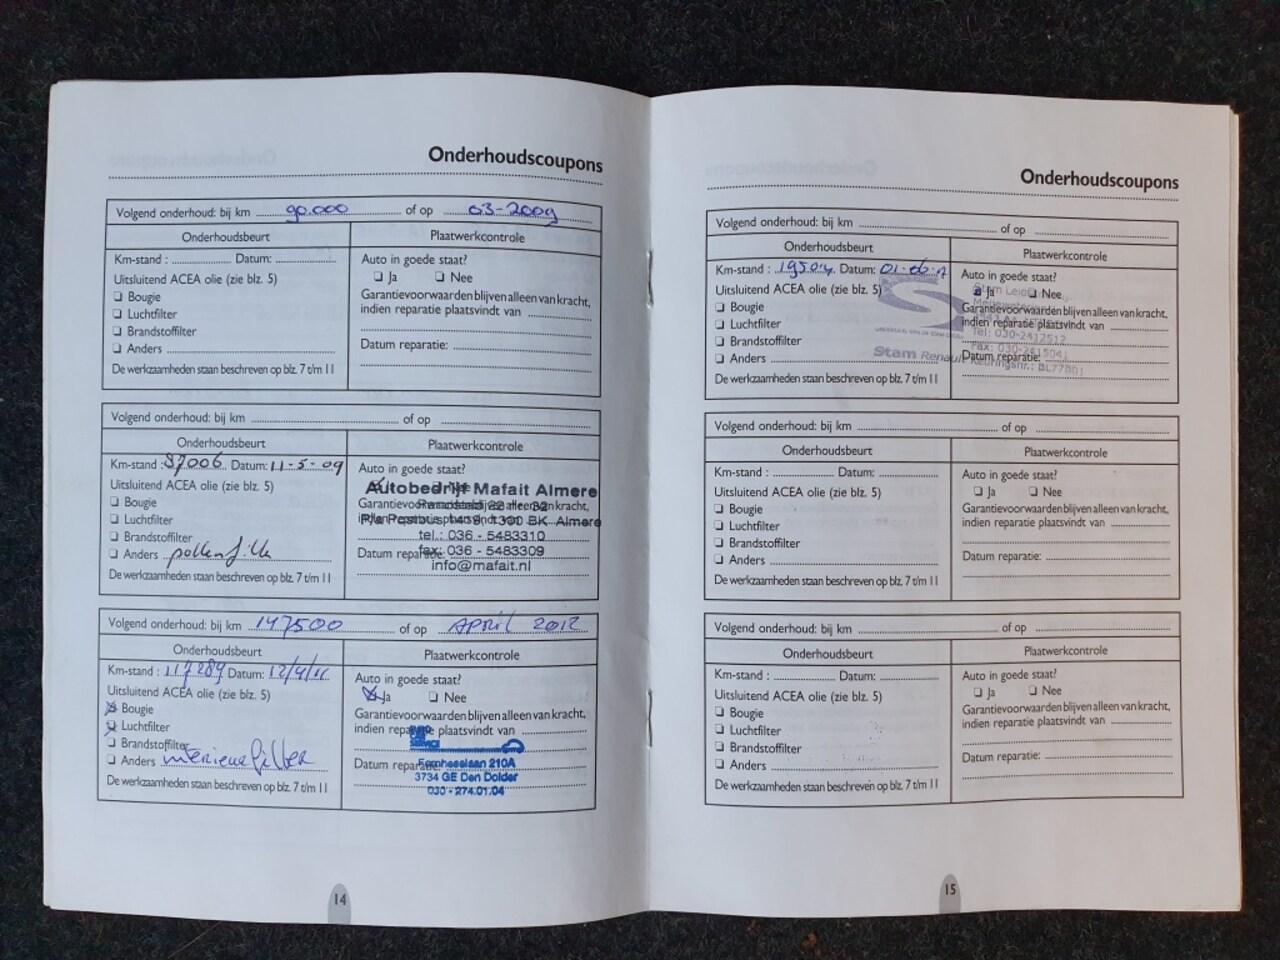 Onderhoudscoupons
Volgend onderhoud: bij km 90.000 of op 03-2009
Onderhoudsbeurt Plaatwerkcontrole
Km-stand : Datum:
Uitsluitend ACEA olie (zie blz. 5)
Bougie
Luchtfilter
Brandstoffilter
Anders
De werkzaamheden staan beschreven op blz. 7 t/m 11
Auto in goede staat?
Ja Nee
Garantievoorwaarden blijven alleen van kracht,
indien reparatie plaatsvindt van
Datum reparatie:
Volgend onderhoud: bij km of op
Onderhoudsbeurt Plaatwerkcontrole
Km-stand : 87006 Datum: 11-5-09
Uitsluitend ACEA olie (zie blz. 5)
Bougie
Luchtfilter
Brandstoffilter
Anders pollenfilter
De werkzaamheden staan beschreven op blz. 7 t/m 11
Auto in goede staat?
Autobedrijf Mafait Almere
Postbus 1419, 1300 BK Almere
tel.: 036 - 5483310
fax: 036 - 5483309
info@mafait.nl
Datum reparatie:
Volgend onderhoud: bij km 147500 of op April 2012
Onderhoudsbeurt Plaatwerkcontrole
Km-stand : 117289 Datum: 12/4/11
Uitsluitend ACEA olie (zie blz. 5)
Bougie
Luchtfilter
Brandstoffilter
Anders interieurfilter
De werkzaamheden staan beschreven op blz. 7 t/m 11
Auto in goede staat?
Ja Nee
Garantievoorwaarden blijven alleen van kracht,
indien reparatie plaatsvindt van
SERVICE
Datum reparatie:
210A
3734 GE Den Dolder
030 - 274.01.04
14
Onderhoudscoupons
Volgend onderhoud: bij km of op
Onderhoudsbeurt Plaatwerkcontrole
Km-stand : Datum:
Uitsluitend ACEA olie (zie blz. 5)
Bougie
Luchtfilter
Brandstoffilter
Anders
De werkzaamheden staan beschreven op blz. 7 t/m 11
Auto in goede staat?
Ja Nee
Garantievoorwaarden blijven alleen van kracht,
indien reparatie plaatsvindt van
Datum reparatie:
Stam Renault
Tel: 030-2412512
Volgend onderhoud: bij km of op
Onderhoudsbeurt Plaatwerkcontrole
Km-stand : Datum:
Uitsluitend ACEA olie (zie blz. 5)
Bougie
Luchtfilter
Brandstoffilter
Anders
De werkzaamheden staan beschreven op blz. 7 t/m 11
Auto in goede staat?
Ja Nee
Garantievoorwaarden blijven alleen van kracht,
indien reparatie plaatsvindt van
Datum reparatie:
Volgend onderhoud: bij km of op
Onderhoudsbeurt Plaatwerkcontrole
Km-stand : Datum:
Uitsluitend ACEA olie (zie blz. 5)
Bougie
Luchtfilter
Brandstoffilter
Anders
De werkzaamheden staan beschreven op blz. 7 t/m 11
Auto in goede staat?
Ja Nee
Garantievoorwaarden blijven alleen van kracht,
indien reparatie plaatsvindt van
Datum reparatie:
15